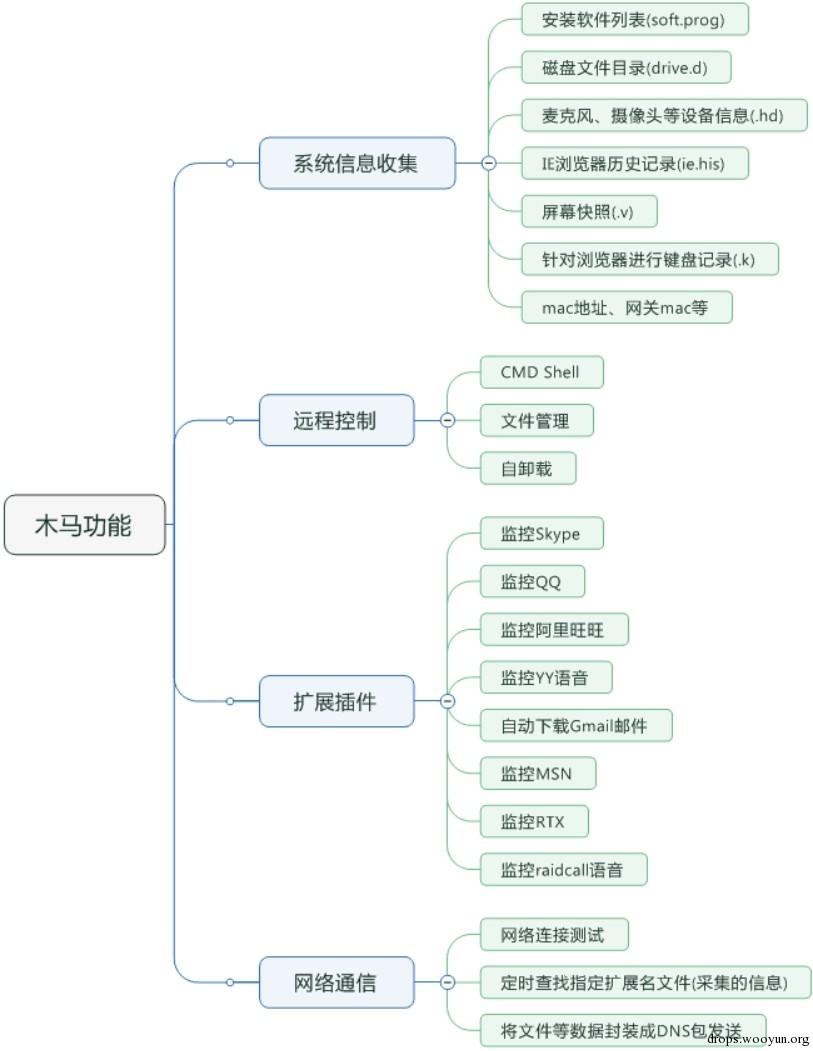 木马功能
系统信息收集
安装软件列表(soft.prog)
磁盘文件目录(drive.d)
麦克风、摄像头等设备信息(.hd)
IE浏览器历史记录(ie.his)
屏幕快照(.v)
针对浏览器进行键盘记录(.k)
mac地址、网关mac等
远程控制
CMD Shell
文件管理
自卸载
扩展插件
监控Skype
监控QQ
监控阿里旺旺
监控YY语音
自动下载Gmail邮件
监控MSN
监控RTX
监控raidcall语音
网络通信
网络连接测试
定时查找指定扩展名文件(采集的信息)
将文件等数据封装成DNS包发送
drops.wooyun.org